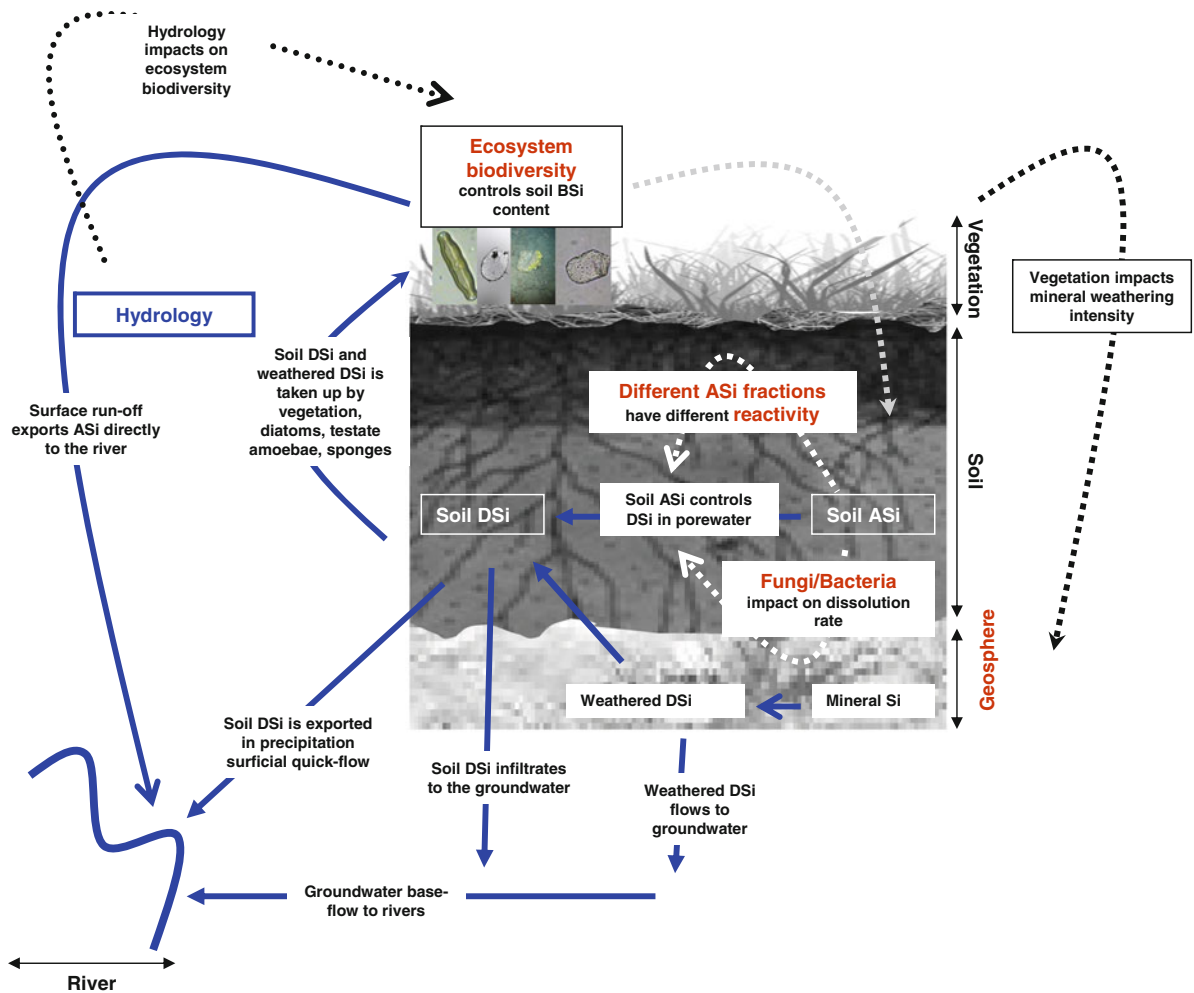 Hydrology
impacts on
ecosystem
biodiversity
Ecosystem
biodiversity
controls soil BSi
content
Vegetation
Vegetation impacts
mineral weathering
intensity
Hydrology
Soil DSi and
weathered DSi is
taken up by
vegetation,
diatoms, testate
amoebae, sponges
Surface run-off
exports ASi directly
to the river
Different ASi fractions
have different reactivity
Soil
Soil DSi
Soil ASi controls
DSi in porewater
Soil ASi
Fungi/Bacteria
impact on dissolution
rate
Geosphere
Weathered DSi
Mineral Si
Soil DSi is exported
in precipitation
surficial quick-flow
Soil DSi infiltrates
to the groundwater
Weathered DSi
flows to
groundwater
Groundwater base-
flow to rivers
River